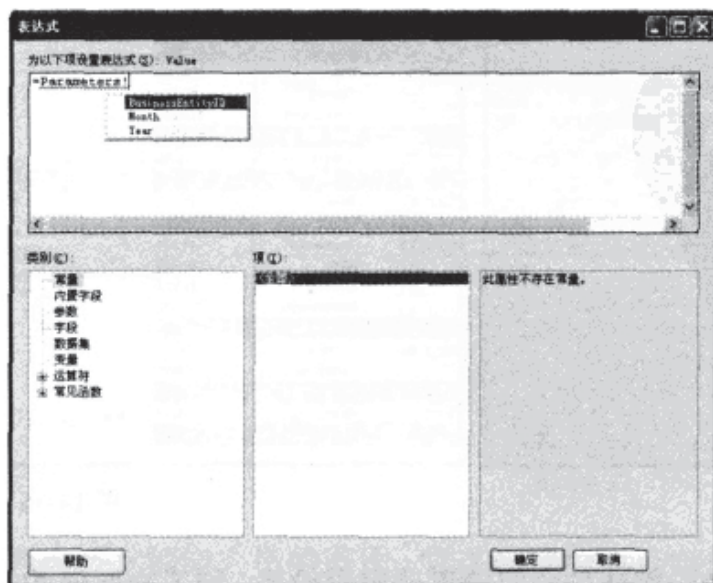 表达式
为以下项设置表达式(S): Value
=Parameters!
BusinessEntityID
Month
Year
类别(C):
项(I):
常量
内置字段
参数
字段
数据集
变量
运算符
常见函数
此属性不存在常量。
帮助
确定
取消